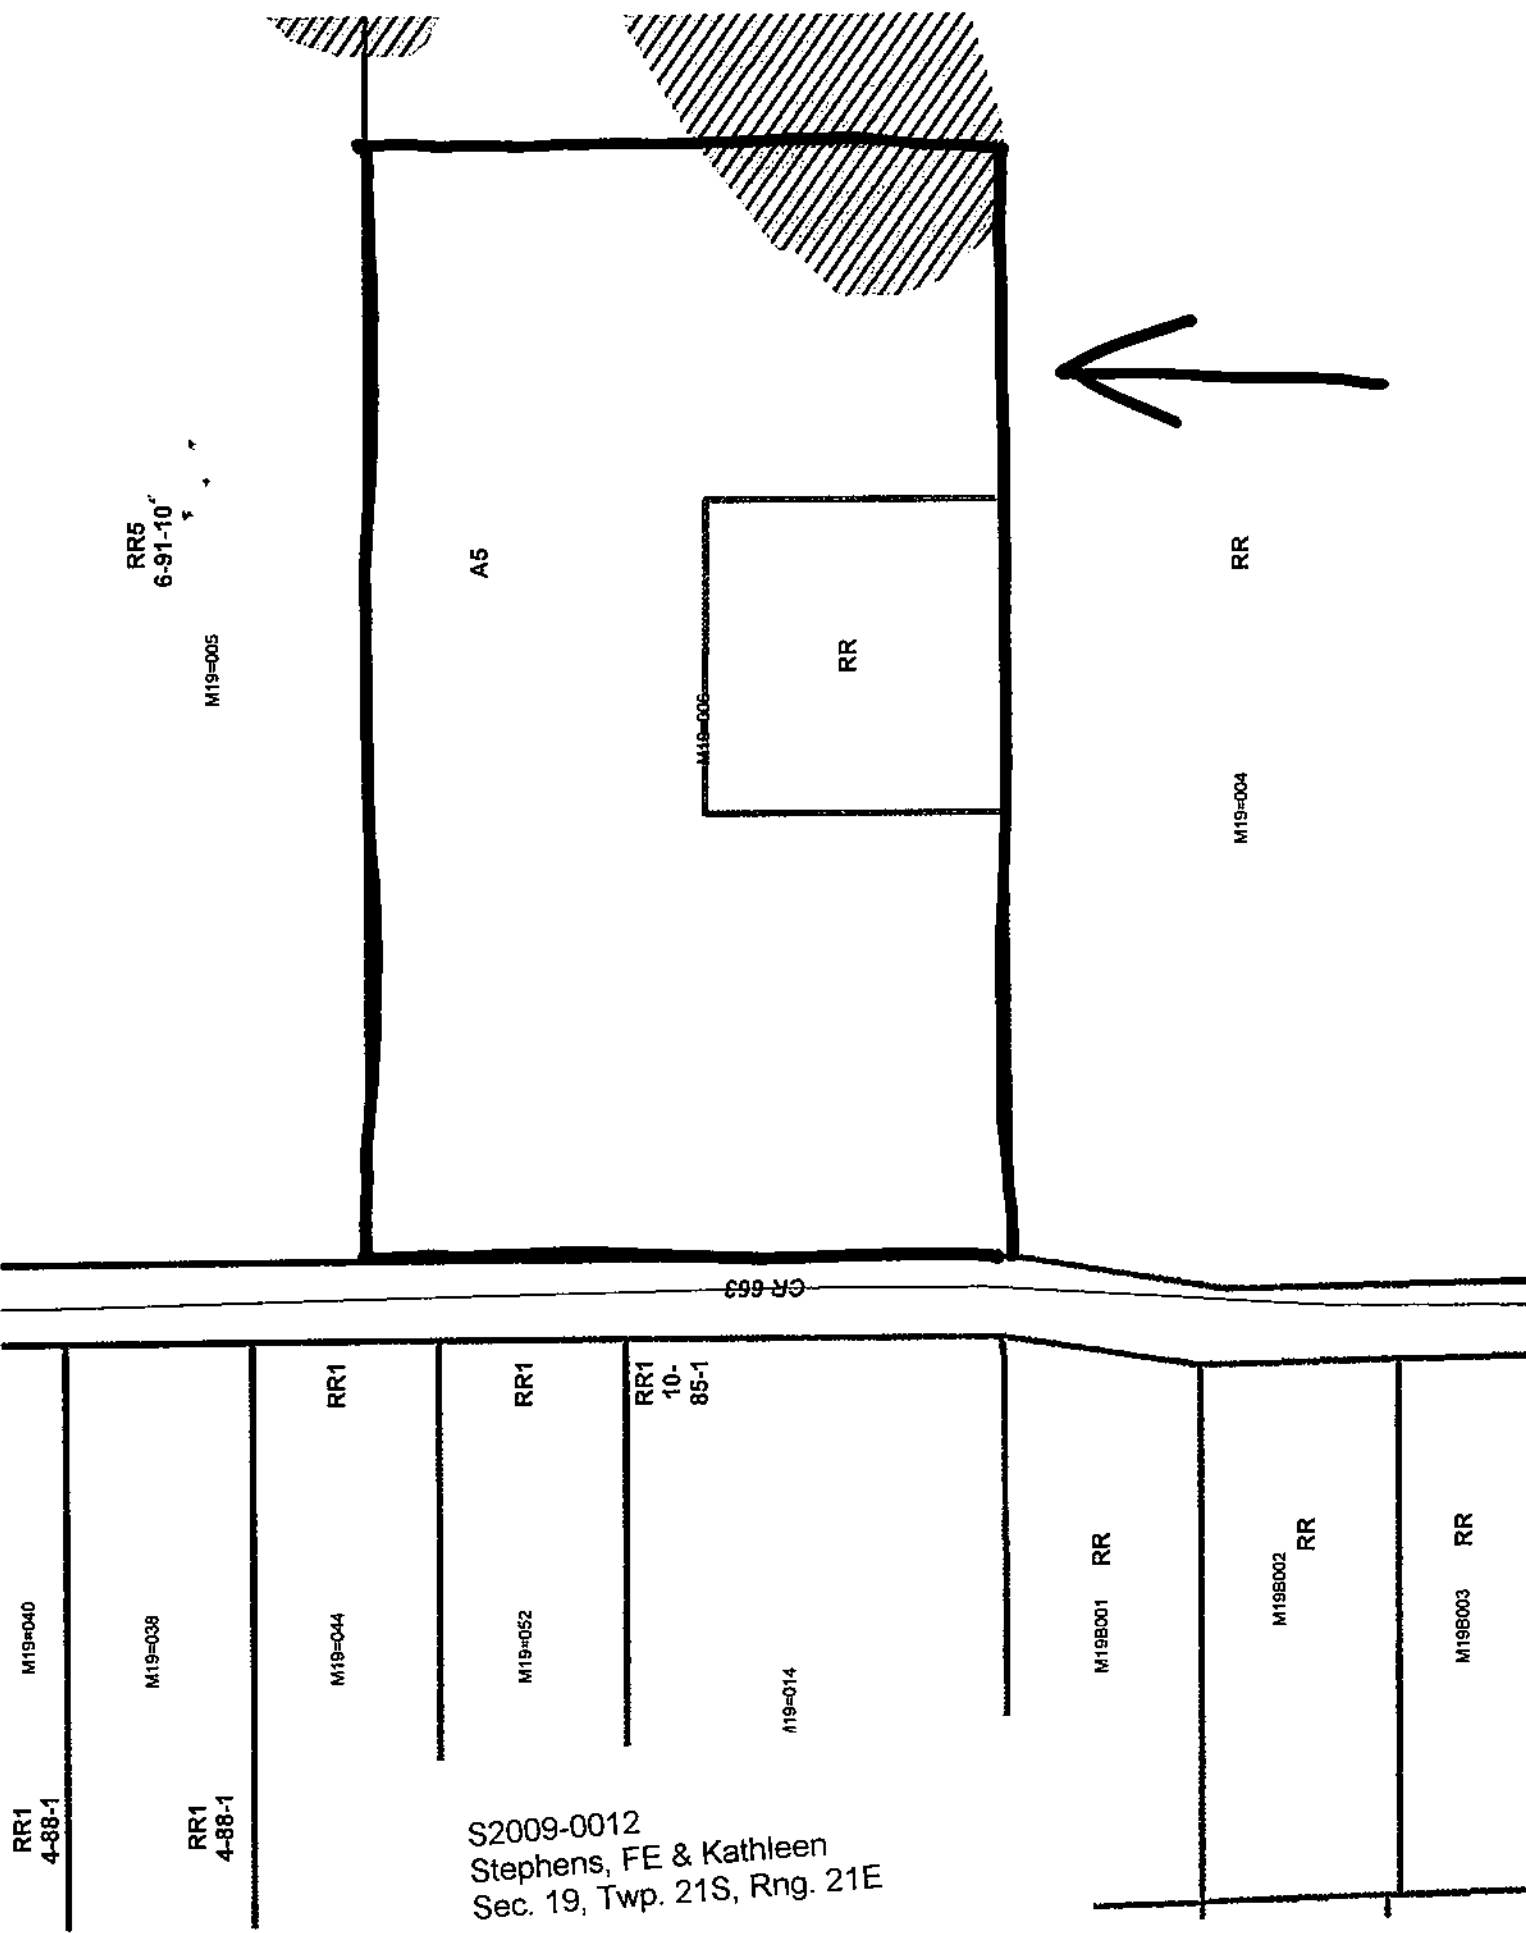 RR5
6-91-10
M19=005
A5
M19=006
RR
RR
M19=004
CR 663
RR1
4-88-1
M19=040
RR1
4-88-1
M19=038
RR1
M19=044
RR1
M19=052
RR1
10-
85-1
M19=014
RR
M19B001
RR
M19B002
RR
M19B003
S2009-0012
Stephens, FE & Kathleen
Sec. 19, Twp. 21S, Rng. 21E